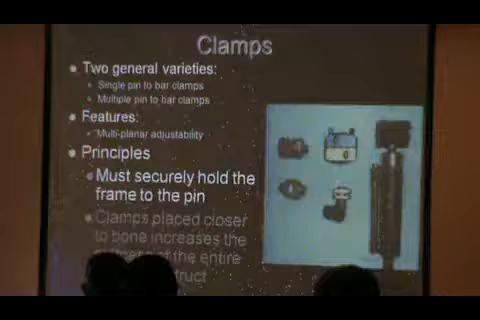 Clamps
• Two general varieties:
• Single pin to bar clamps
• Multiple pin to bar clamps
• Features:
• Multi-planar adjustability
• Principles
• Must securely hold the
frame to the pin
• Clamps placed closer
to bone increases the
of the entire